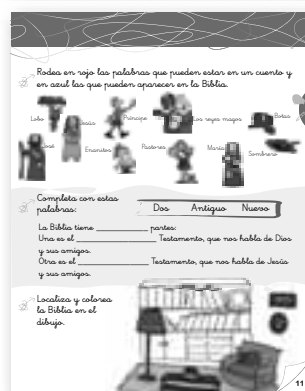 Rodea en rojo las palabras que pueden estar en un cuento y
en azul las que pueden aparecer en la Biblia.
Lobo
Jesús
Príncipe
Los reyes magos
Botas
José
Enanitos
Pastores
María
Sombrero
Completa con estas
palabras:
Dos Antiguo Nuevo
La Biblia tiene ____________ partes:
Una es el ____________ Testamento, que nos habla de Dios
y sus amigos.
Otra es el ____________ Testamento, que nos habla de Jesús
y sus amigos.
Localiza y colorea
la Biblia en el
dibujo.
11